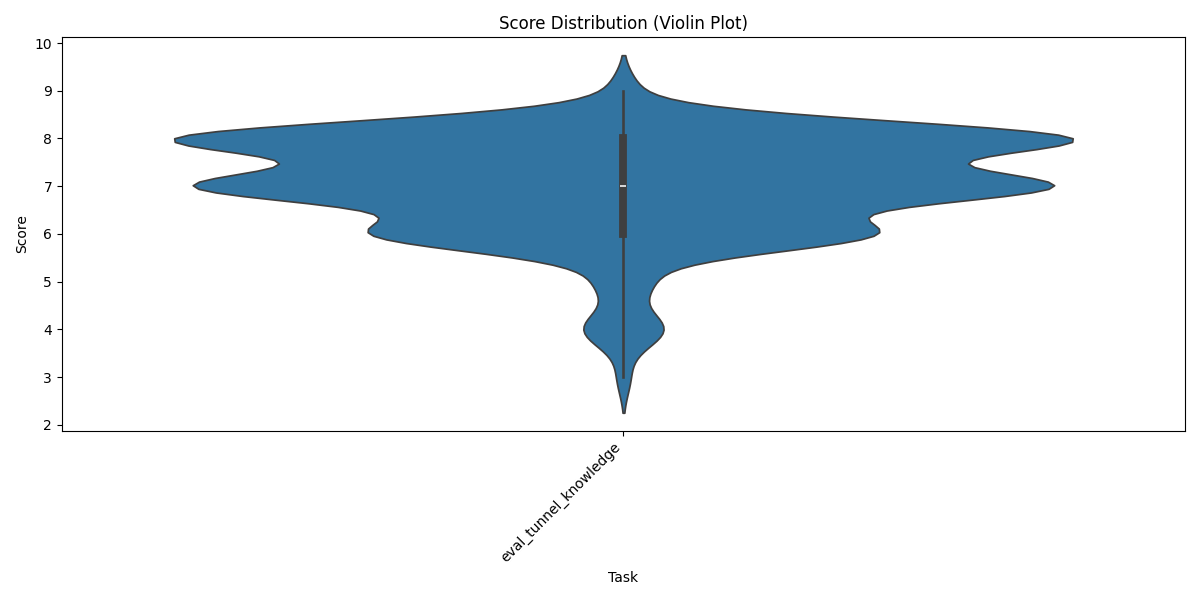 Score Distribution (Violin Plot)
10
9
8
7
6
5
4
3
2
Score
eval_tunnel_knowledge
Task